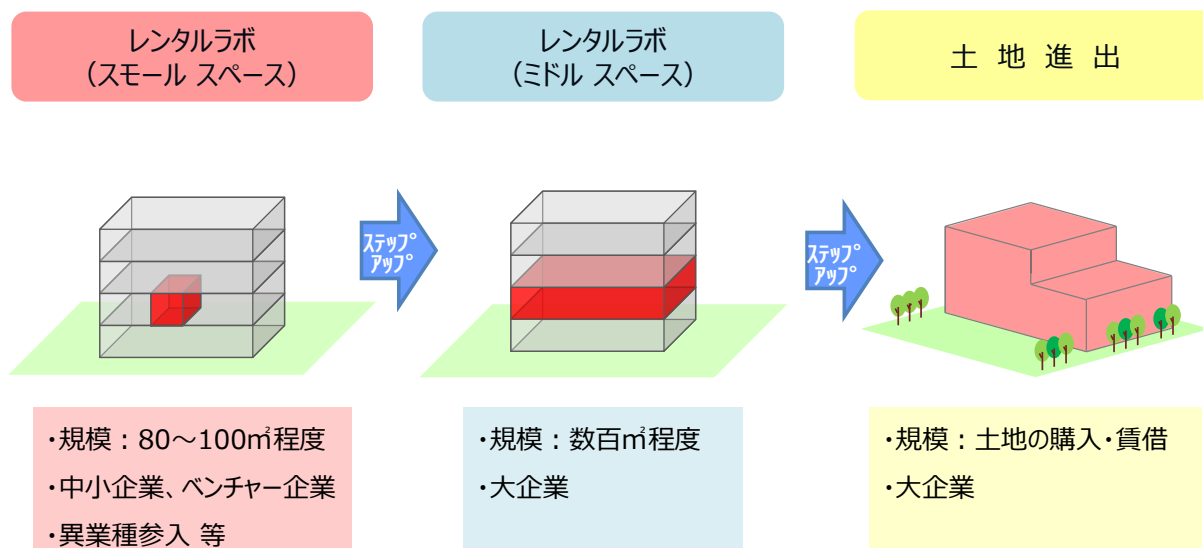 レンタルラボ
（スモール スペース）
レンタルラボ
（ミドル スペース）
土 地 進 出
ｽﾃｯﾌﾟ
ｱｯﾌﾟ
ｽﾃｯﾌﾟ
ｱｯﾌﾟ
・規模：80～100㎡程度
・中小企業、ベンチャー企業
・異業種参入 等
・規模：数百㎡程度
・大企業
・規模：土地の購入・賃借
・大企業